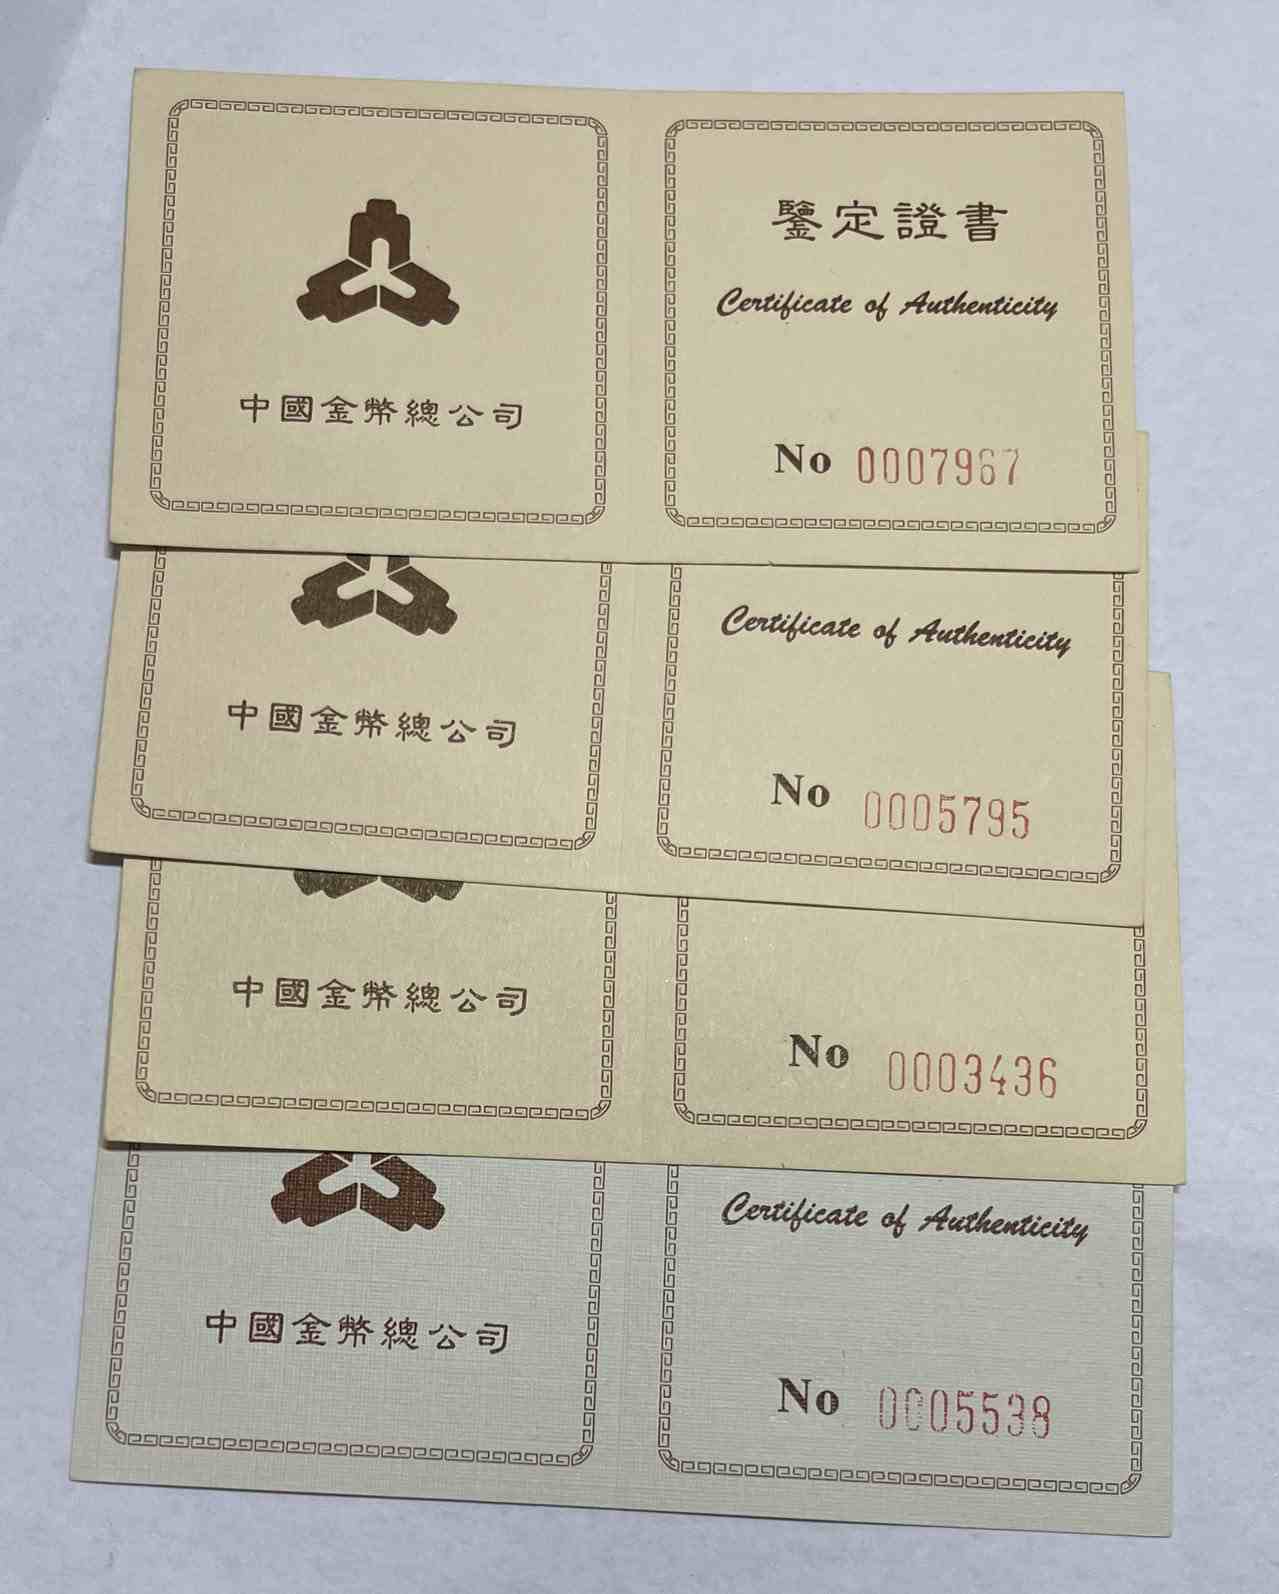 鑒定證書
Certificate of Authenticity
中國金幣總公司
No 0007967
Certificate of Authenticity
中國金幣總公司
No 0005795
中國金幣總公司
No 0003436
Certificate of Authenticity
中國金幣總公司
No 0005538